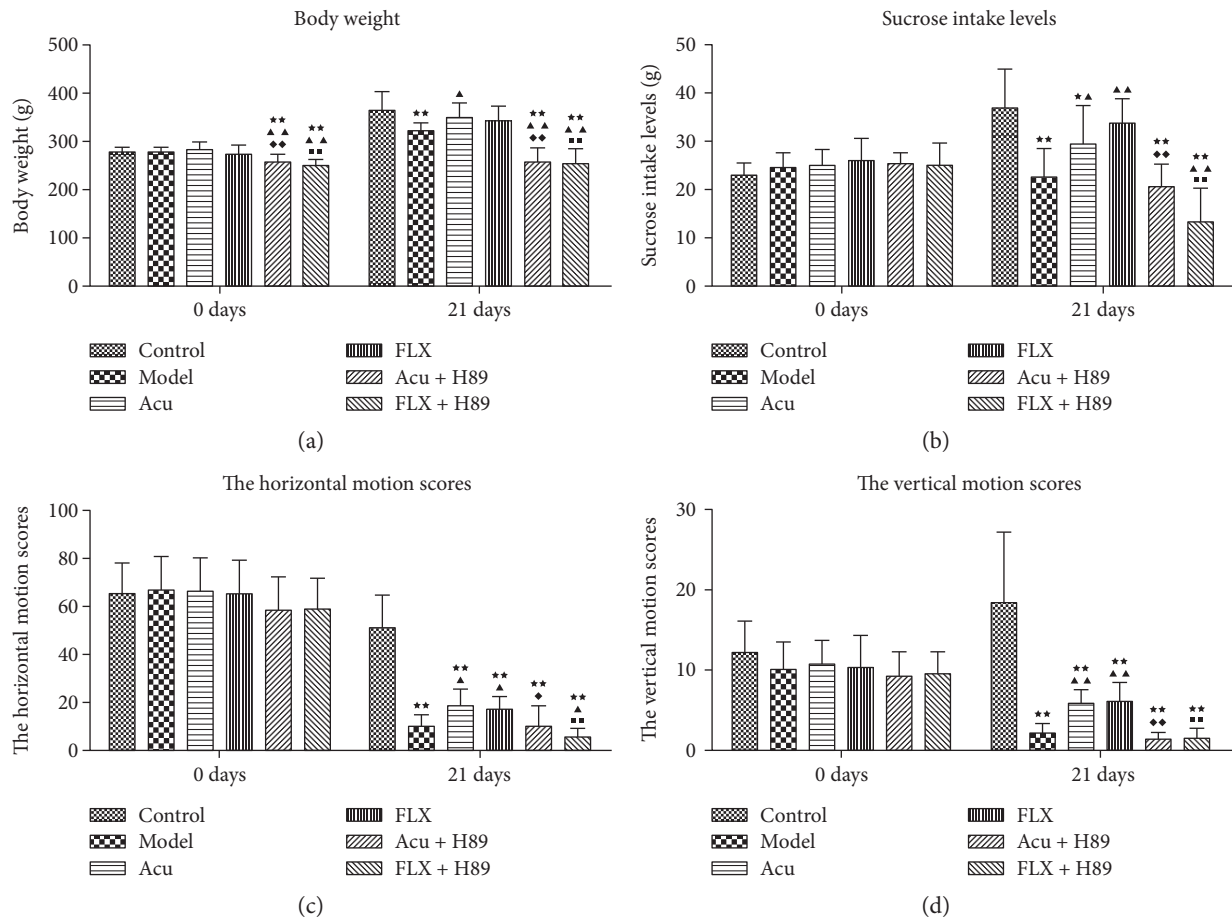 Body weight
Body weight (g)
500
400
300
200
100
0
0 days
21 days
Control
Model
Acu
FLX
Acu + H89
FLX + H89
(a)
Sucrose intake levels
Sucrose intake levels (g)
50
40
30
20
10
0
0 days
21 days
Control
Model
Acu
FLX
Acu + H89
FLX + H89
(b)
The horizontal motion scores
The horizontal motion scores
100
80
60
40
20
0
0 days
21 days
Control
Model
Acu
FLX
Acu + H89
FLX + H89
(c)
The vertical motion scores
The vertical motion scores
30
20
10
0
0 days
21 days
Control
Model
Acu
FLX
Acu + H89
FLX + H89
(d)